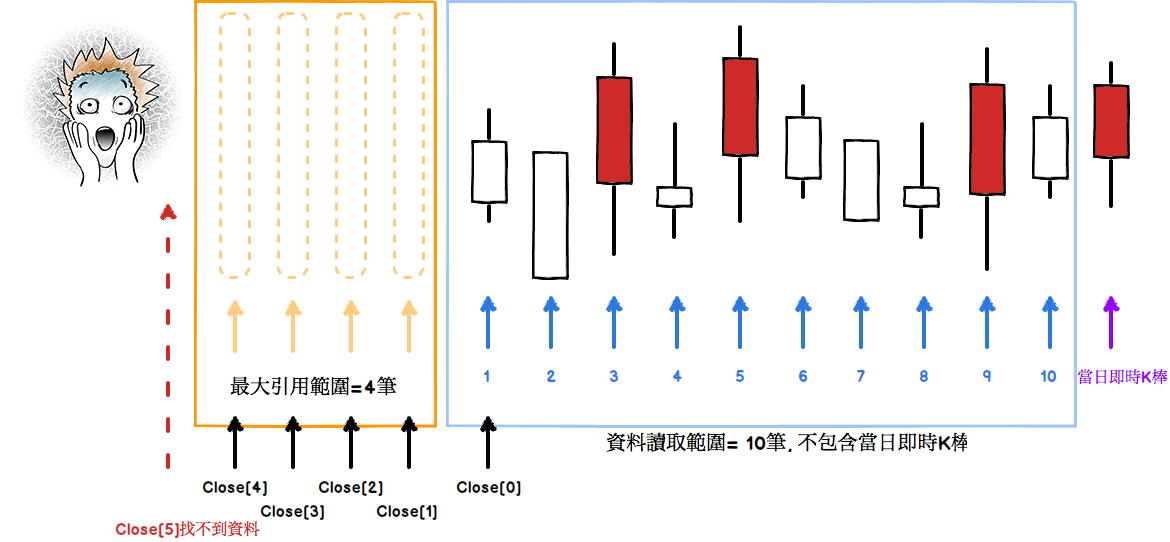 1 2 3 4 5 6 7 8 9 10 當日即時K棒
最大引用範圍=4筆
資料讀取範圍= 10筆, 不包含當日即時K棒
Close[4] Close[2] Close[0]
Close[3] Close[1]
Close[5]找不到資料